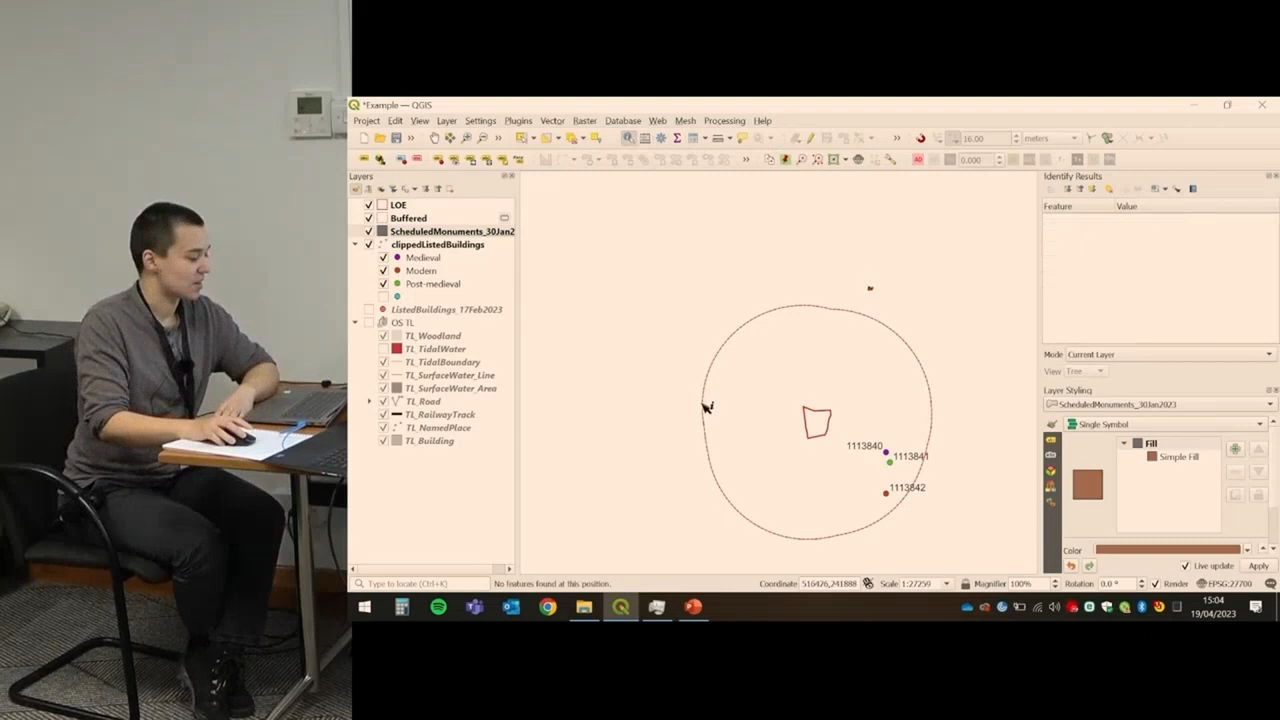 *Example — QGIS
Project Edit View Layer Settings Plugins Vector Raster Database Web Mesh Processing Help
16.00 meters
0.000
Layers
LOE
Buffered
ScheduledMonuments_30Jan2
clippedListedBuildings
Medieval
Modern
Post-medieval
ListedBuildings_17Feb2023
OS TL
TL_Woodland
TL_TidalWater
TL_TidalBoundary
TL_SurfaceWater_Line
TL_SurfaceWater_Area
TL_Road
TL_RailwayTrack
TL_NamedPlace
TL_Building
1113840
1113841
1113842
Identify Results
Feature Value
Mode Current Layer
View Tree
Layer Styling
ScheduledMonuments_30Jan2023
Single Symbol
Fill
Simple Fill
Color
Live update Apply
Type to locate (Ctrl+K) No features found at this position. Coordinate 516426,241888 Scale 1:27259 Magnifier 100% Rotation 0.0 ° Render EPSG:27700
15:04
19/04/2023